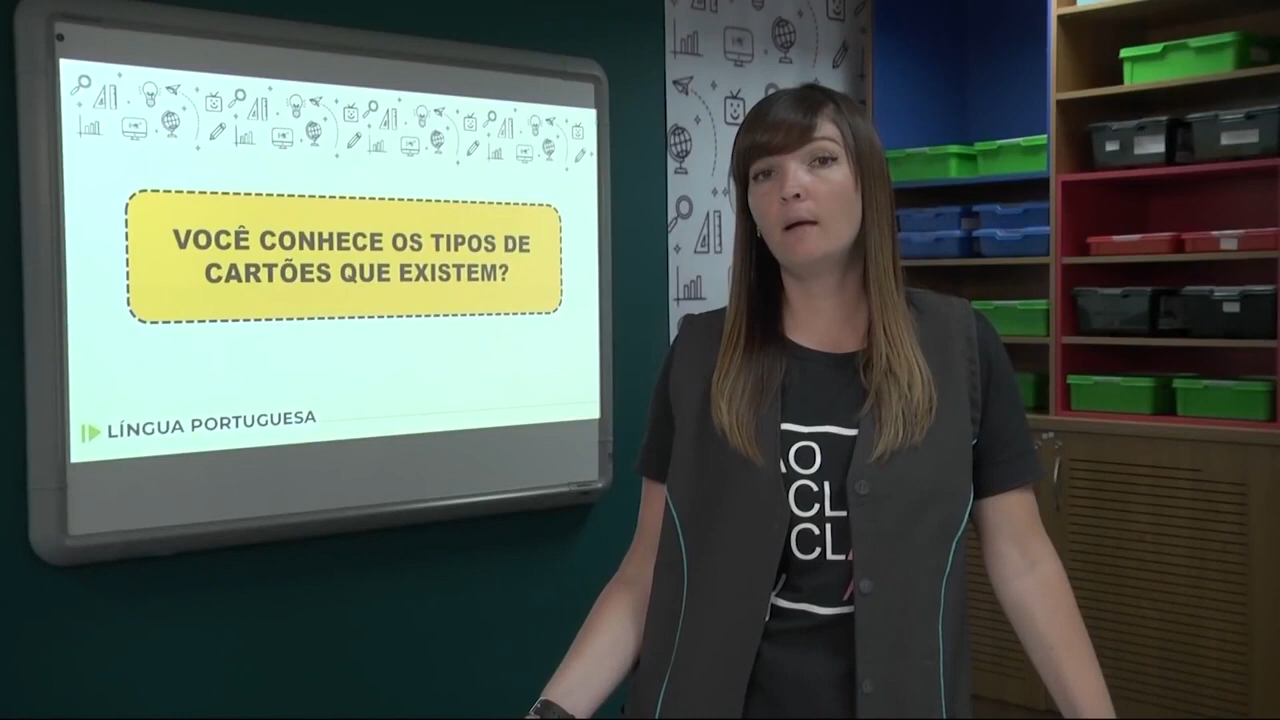 VOCÊ CONHECE OS TIPOS DE
CARTÕES QUE EXISTEM?
LÍNGUA PORTUGUESA